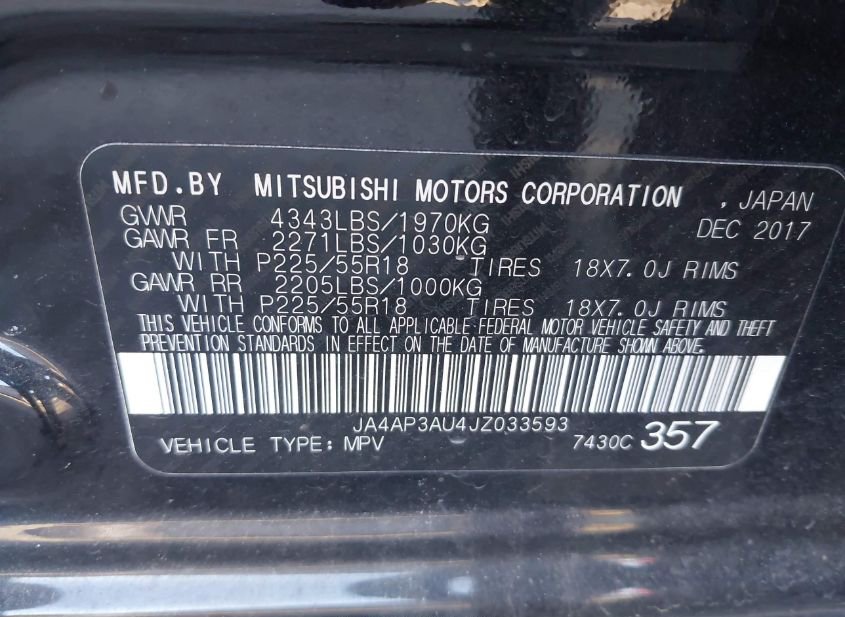 MFD.BY MITSUBISHI MOTORS CORPORATION , JAPAN
GVWR 4343LBS/1970KG DEC 2017
GAWR FR 2271LBS/1030KG
WITH P225/55R18 TIRES 18X7.0J RIMS
GAWR RR 2205LBS/1000KG
WITH P225/55R18 TIRES 18X7.0J RIMS
THIS VEHICLE CONFORMS TO ALL APPLICABLE FEDERAL MOTOR VEHICLE SAFETY AND THEFT
PREVENTION STANDARDS IN EFFECT ON THE DATE OF MANUFACTURE SHOWN ABOVE.
JA4AP3AU4JZ033593
VEHICLE TYPE: MPV 7430C 357